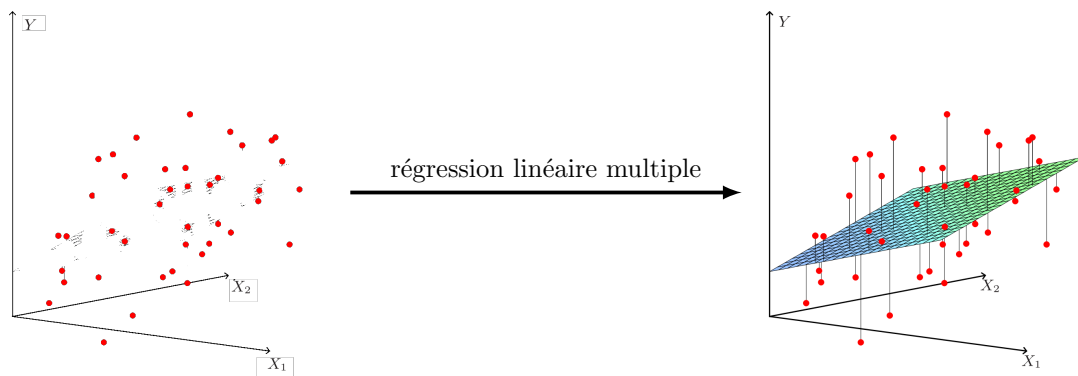 Y
X₂
X₁
régression linéaire multiple
Y
X₂
X₁